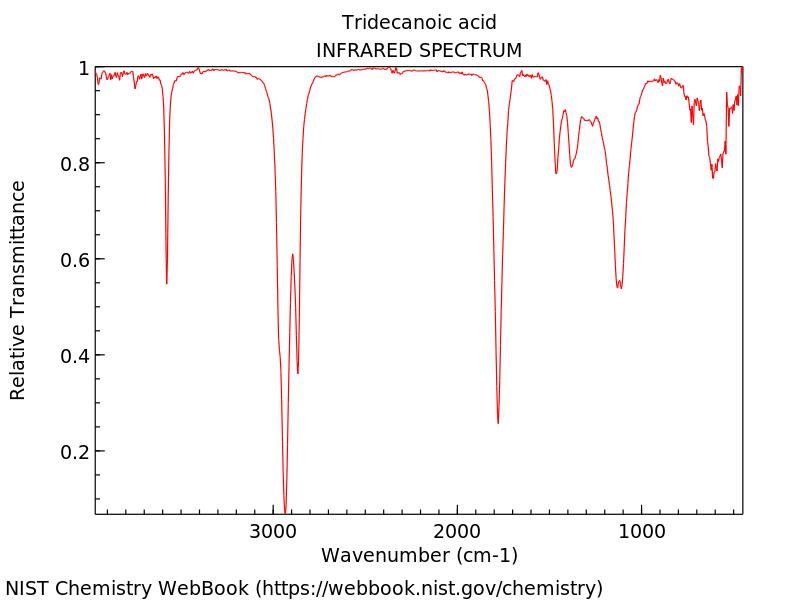 Tridecanoic acid
INFRARED SPECTRUM
1
0.8
0.6
0.4
0.2
Relative Transmittance
3000 2000 1000
Wavenumber (cm-1)
NIST Chemistry WebBook (https://webbook.nist.gov/chemistry)